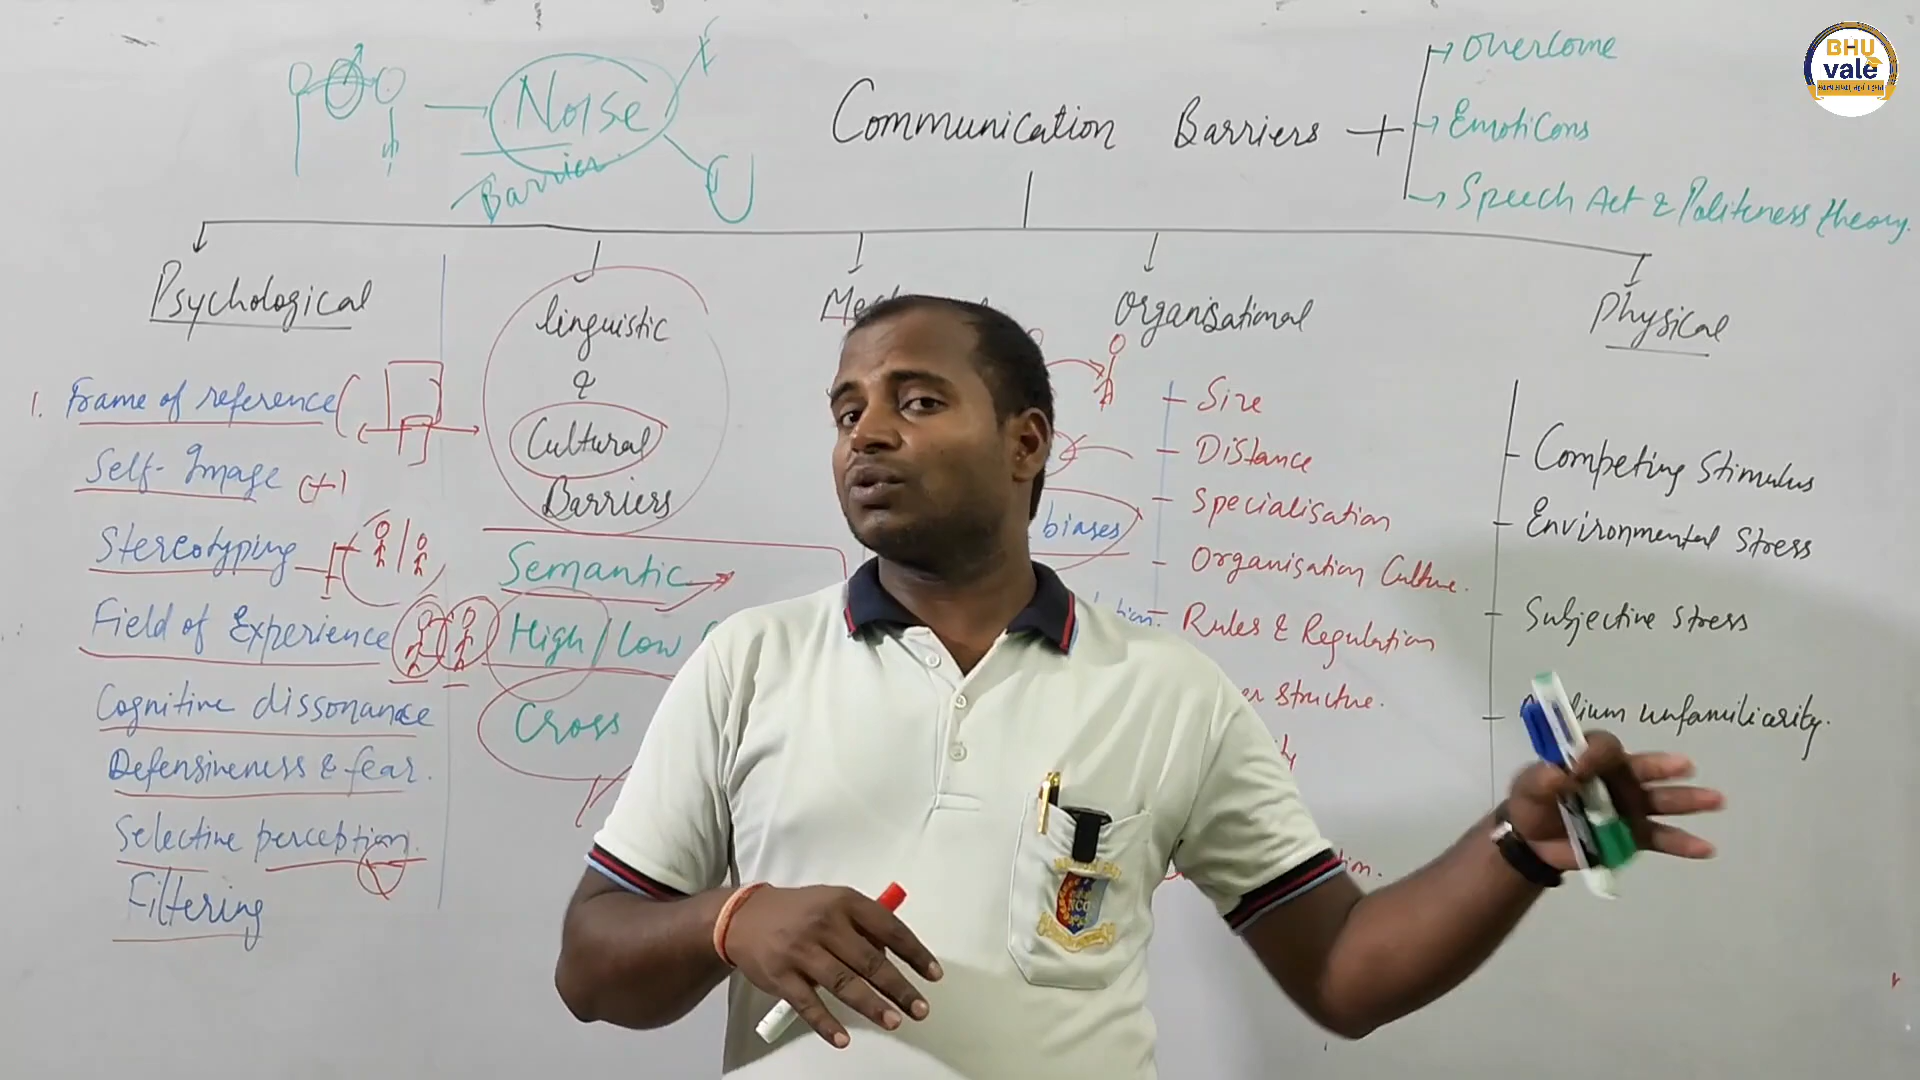 BHU
vale
Noise
Barrier
Communication Barriers
Overcome
Emoticons
Speech Act & Politeness theory.
Psychological
1. Frame of reference
Self-Image (+)
Stereotyping
Field of Experience
Cognitive dissonance
Defensiveness & fear.
Selective perception.
Filtering
linguistic
&
Cultural
Barriers
Semantic
High/Low
Cross
biases
Organisational
Size
Distance
Specialisation
Organisation Culture.
Rules & Regulation
structure.
Physical
Competing Stimulus
Environmental Stress
Subjective Stress
unfamiliarity.
NCC